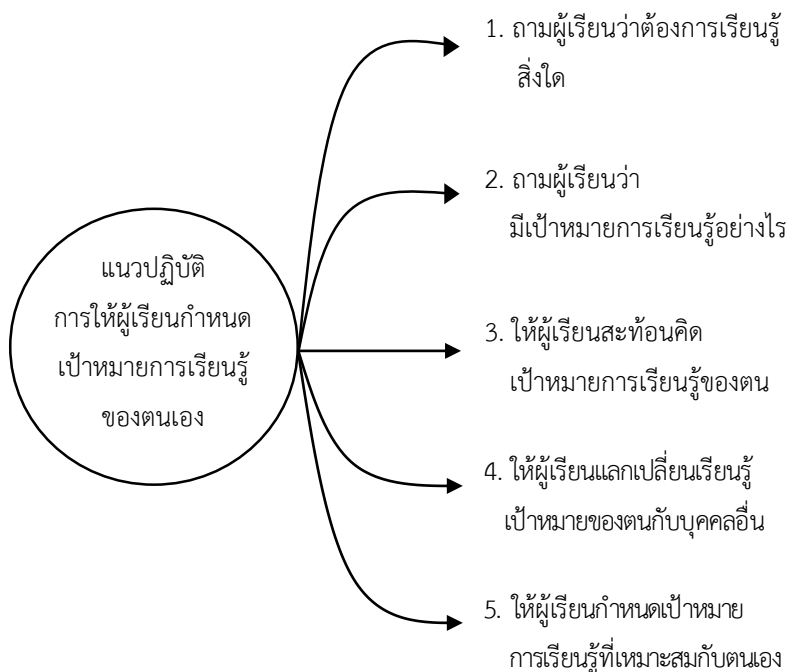 แนวปฏิบัติ
การให้ผู้เรียนกำหนด
เป้าหมายการเรียนรู้
ของตนเอง
1. ถามผู้เรียนว่าต้องการเรียนรู้
สิ่งใด
2. ถามผู้เรียนว่า
มีเป้าหมายการเรียนรู้อย่างไร
3. ให้ผู้เรียนสะท้อนคิด
เป้าหมายการเรียนรู้ของตน
4. ให้ผู้เรียนแลกเปลี่ยนเรียนรู้
เป้าหมายของตนกับบุคคลอื่น
5. ให้ผู้เรียนกำหนดเป้าหมาย
การเรียนรู้ที่เหมาะสมกับตนเอง